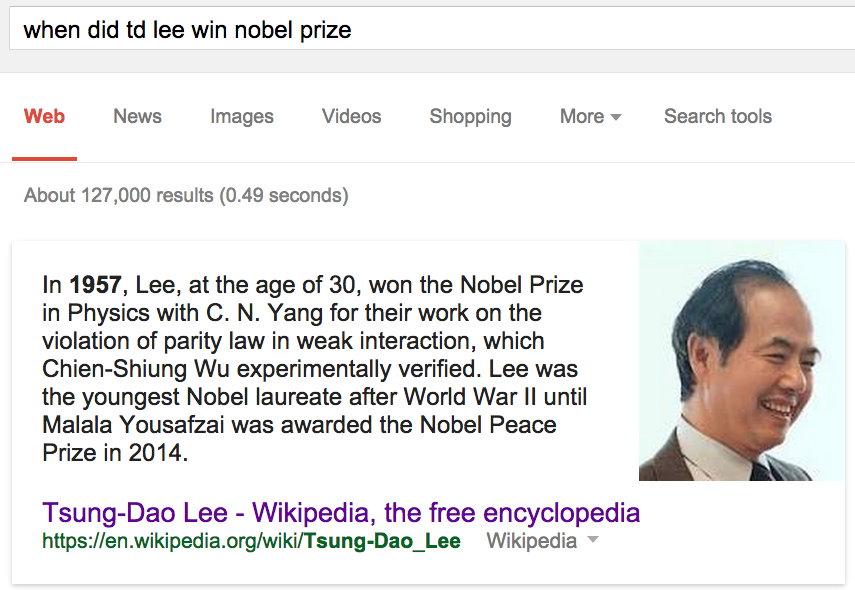 when did td lee win nobel prize
Web News Images Videos Shopping More Search tools
About 127,000 results (0.49 seconds)
In 1957, Lee, at the age of 30, won the Nobel Prize
in Physics with C. N. Yang for their work on the
violation of parity law in weak interaction, which
Chien-Shiung Wu experimentally verified. Lee was
the youngest Nobel laureate after World War II until
Malala Yousafzai was awarded the Nobel Peace
Prize in 2014.
Tsung-Dao Lee - Wikipedia, the free encyclopedia
https://en.wikipedia.org/wiki/Tsung-Dao_Lee Wikipedia